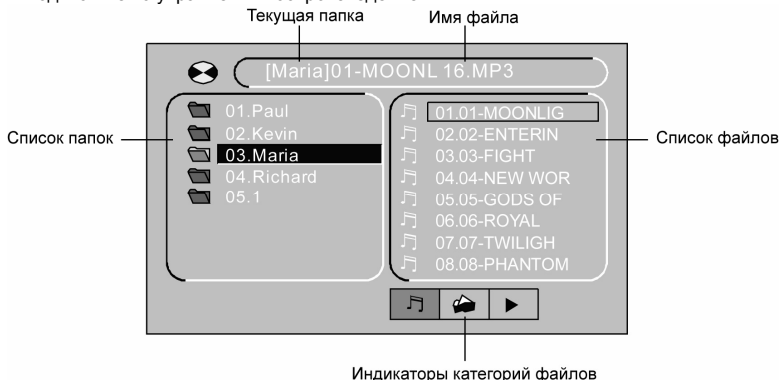 Текущая папка
Имя файла
[Maria]01-MOONL 16.MP3
Список папок
01.Paul
02.Kevin
03.Maria
04.Richard
05.1
01.01-MOONLIG
02.02-ENTERIN
03.03-FIGHT
04.04-NEW WOR
05.05-GODS OF
06.06-ROYAL
07.07-TWILIGH
08.08-PHANTOM
Список файлов
Индикаторы категорий файлов